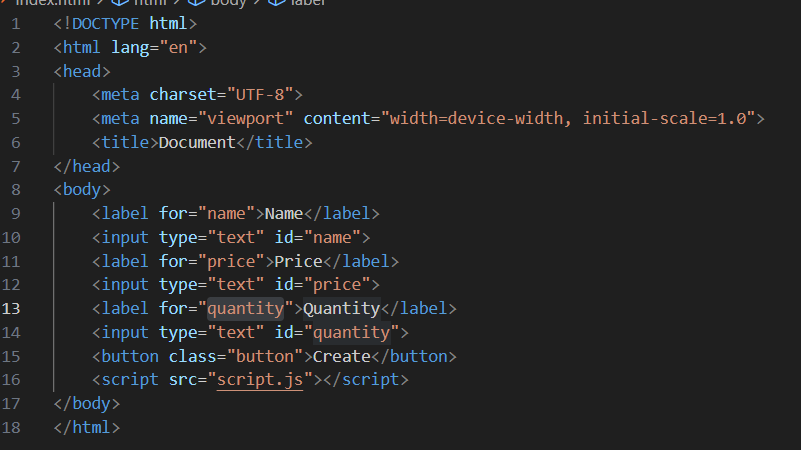 index.html > html > body > label
1 <!DOCTYPE html>
2 <html lang="en">
3 <head>
4     <meta charset="UTF-8">
5     <meta name="viewport" content="width=device-width, initial-scale=1.0">
6     <title>Document</title>
7 </head>
8 <body>
9     <label for="name">Name</label>
10     <input type="text" id="name">
11     <label for="price">Price</label>
12     <input type="text" id="price">
13     <label for="quantity">Quantity</label>
14     <input type="text" id="quantity">
15     <button class="button">Create</button>
16     <script src="script.js"></script>
17 </body>
18 </html>